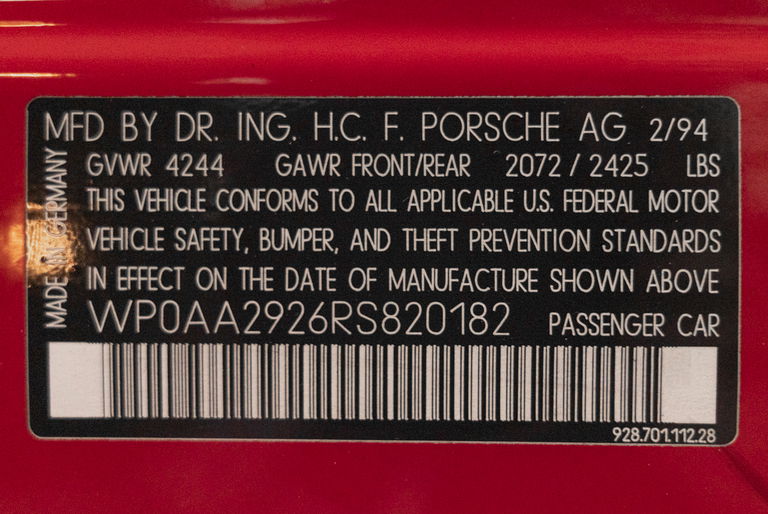 MFD BY DR. ING. H.C. F. PORSCHE AG 2/94
GVWR 4244 GAWR FRONT/REAR 2072 / 2425 LBS
THIS VEHICLE CONFORMS TO ALL APPLICABLE U.S. FEDERAL MOTOR
VEHICLE SAFETY, BUMPER, AND THEFT PREVENTION STANDARDS
IN EFFECT ON THE DATE OF MANUFACTURE SHOWN ABOVE
WP0AA2926RS820182 PASSENGER CAR
928.701.112.28
MADE IN GERMANY